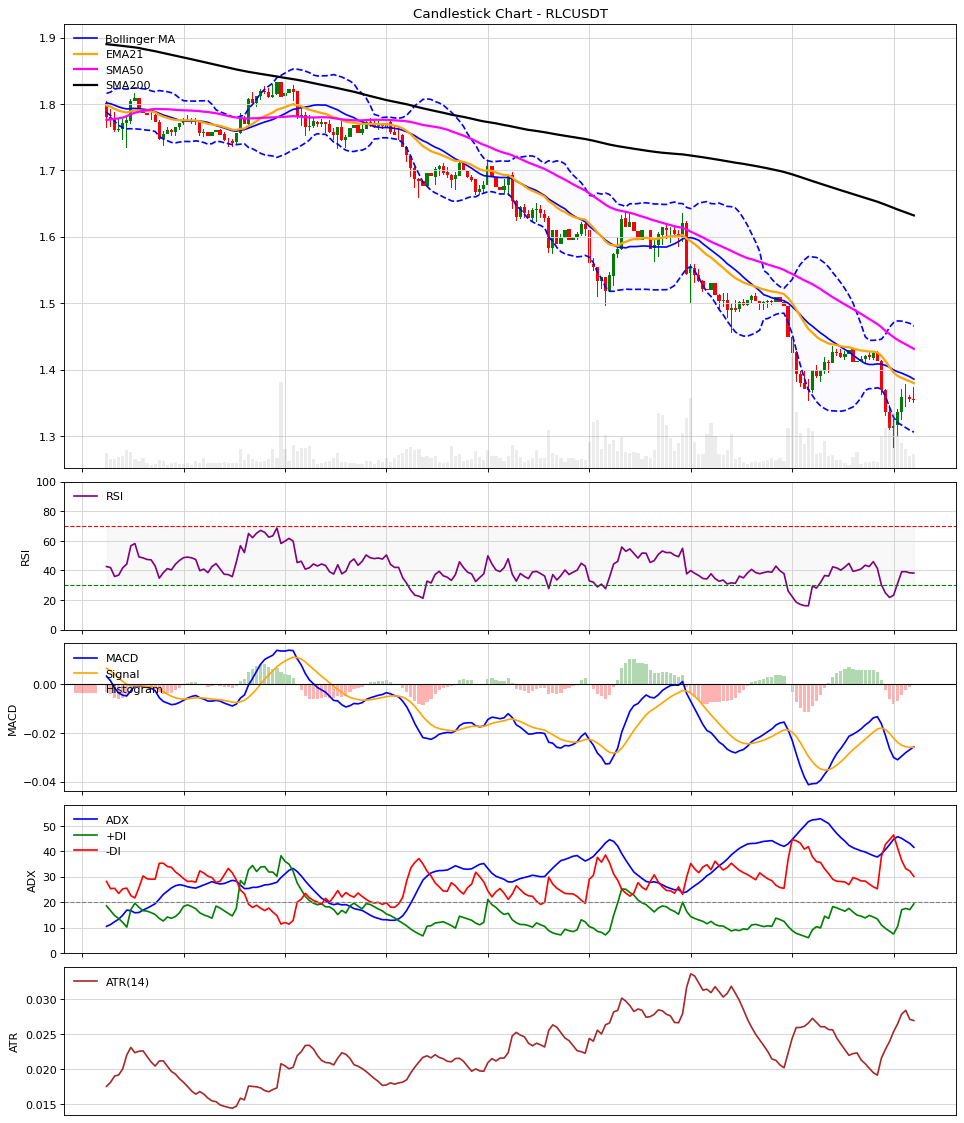 Candlestick Chart - RLCUSDT
1.9
1.8
1.7
1.6
1.5
1.4
1.3
Bollinger MA
EMA21
SMA50
SMA200
100
80
60
40
20
0
RSI
RSI
0.00
−0.02
−0.04
MACD
MACD
Signal
Histogram
50
40
30
20
10
0
ADX
ADX
+DI
-DI
0.030
0.025
0.020
0.015
ATR
ATR(14)